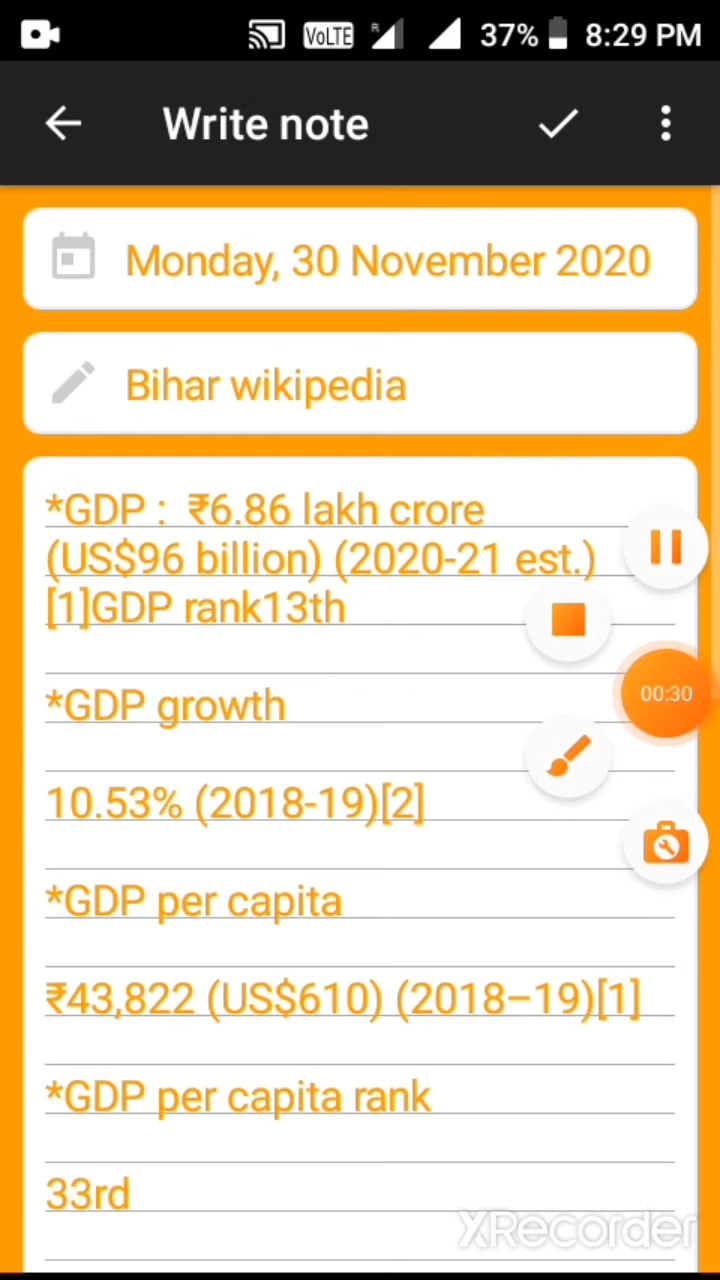 VoLTE R 37% 8:29 PM
Write note
Monday, 30 November 2020
Bihar wikipedia
*GDP :  ₹6.86 lakh crore
(US$96 billion) (2020-21 est.)
[1]GDP rank13th
*GDP growth
10.53% (2018-19)[2]
*GDP per capita
₹43,822 (US$610) (2018–19)[1]
*GDP per capita rank
33rd
00:30
XRecorder